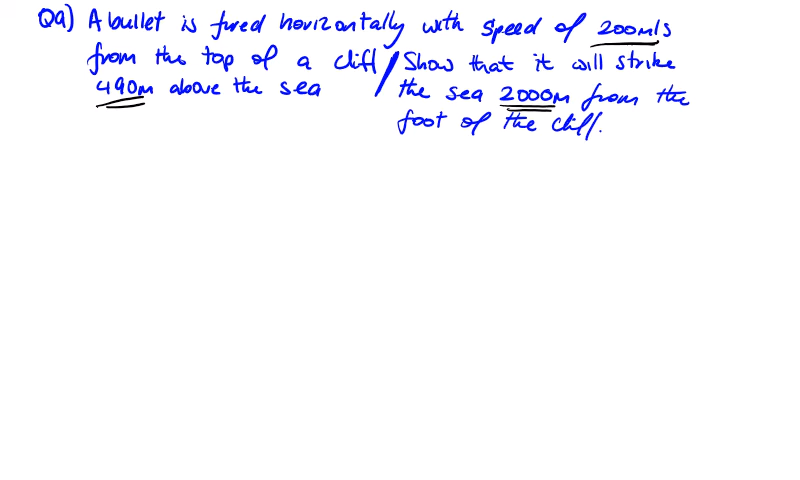 Qa) A bullet is fired horizontally with speed of 200m/s
from the top of a cliff / Show that it will strike
490m above the sea the sea 2000m from the
foot of the cliff.